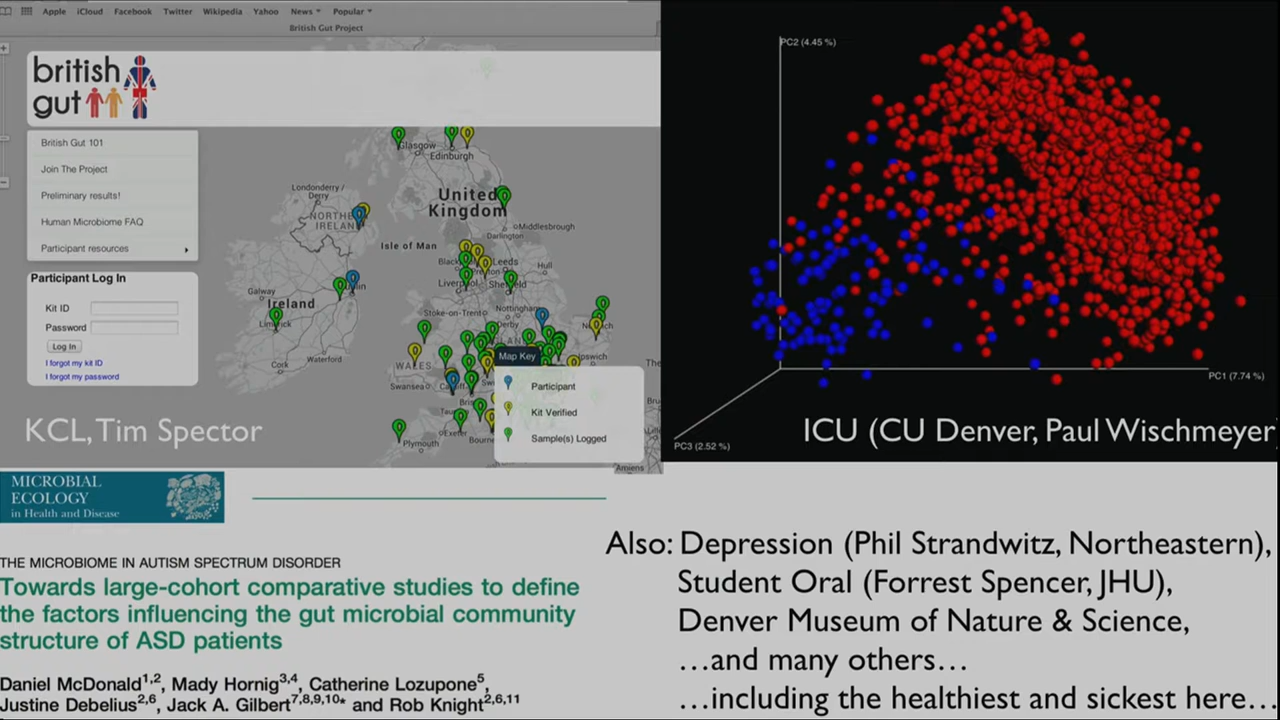 Apple iCloud Facebook Twitter Wikipedia Yahoo News Popular
British Gut Project
british
gut
British Gut 101
Join The Project
Preliminary results!
Human Microbiome FAQ
Participant resources
Participant Log In
Kit ID
Password
Log In
I forgot my kit ID
I forgot my password
Glasgow
Edinburgh
Londonderry /
Derry
United
Kingdom
Middlesbrough
Darlington
Isle of Man
Leeds
Hull
Galway
Ireland
Stoke-on-Trent
Nottingham
Derby
Waterford
Cork
WALES
Swansea
Plymouth
Exeter
Amiens
Map Key
Participant
Kit Verified
Sample(s) Logged
KCL, Tim Spector
PC2 (4.45 %)
PC1 (7.74 %)
PC3 (2.52 %)
ICU (CU Denver, Paul Wischmeyer
MICROBIAL
ECOLOGY
in Health and Disease
THE MICROBIOME IN AUTISM SPECTRUM DISORDER
Towards large-cohort comparative studies to define
the factors influencing the gut microbial community
structure of ASD patients
Daniel McDonald1,2, Mady Hornig3,4, Catherine Lozupone5,
Justine Debelius2,6, Jack A. Gilbert7,8,9,10* and Rob Knight2,6,11
Also: Depression (Phil Strandwitz, Northeastern),
Student Oral (Forrest Spencer, JHU),
Denver Museum of Nature & Science,
…and many others…
…including the healthiest and sickest here…